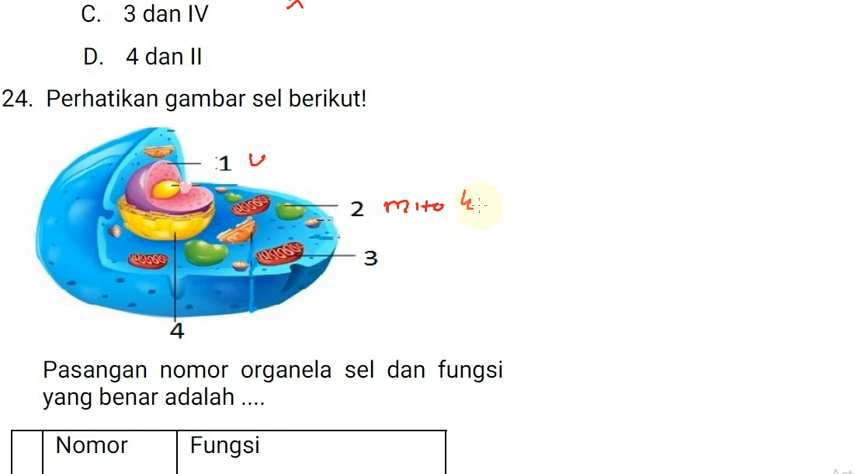 C. 3 dan IV
D. 4 dan II
24. Perhatikan gambar sel berikut!
1
2 mito
3
4
Pasangan nomor organela sel dan fungsi
yang benar adalah ....
Nomor Fungsi